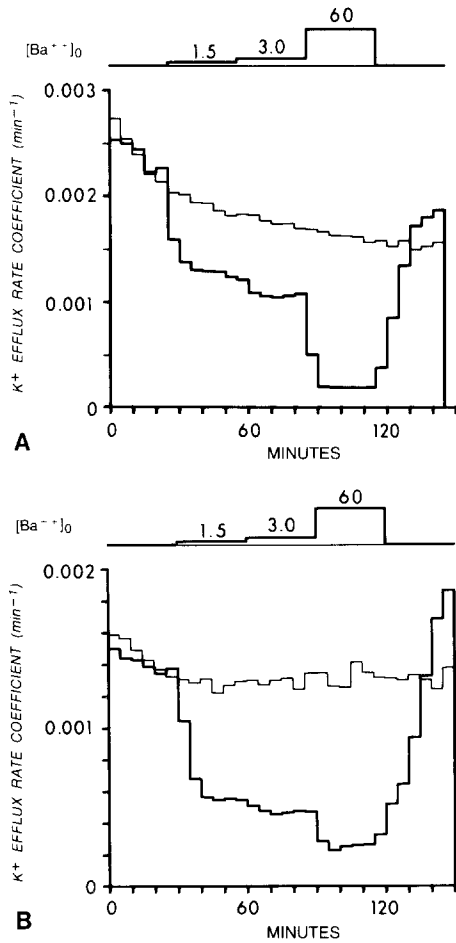 [Ba++]o
1.5 3.0 60
0.003
0.002
0.001
0
K+ EFFLUX RATE COEFFICIENT (min-1)
0 60 120
MINUTES
A
[Ba++]o
1.5 3.0 60
0.002
0.001
0
K+ EFFLUX RATE COEFFICIENT (min-1)
0 60 120
MINUTES
B